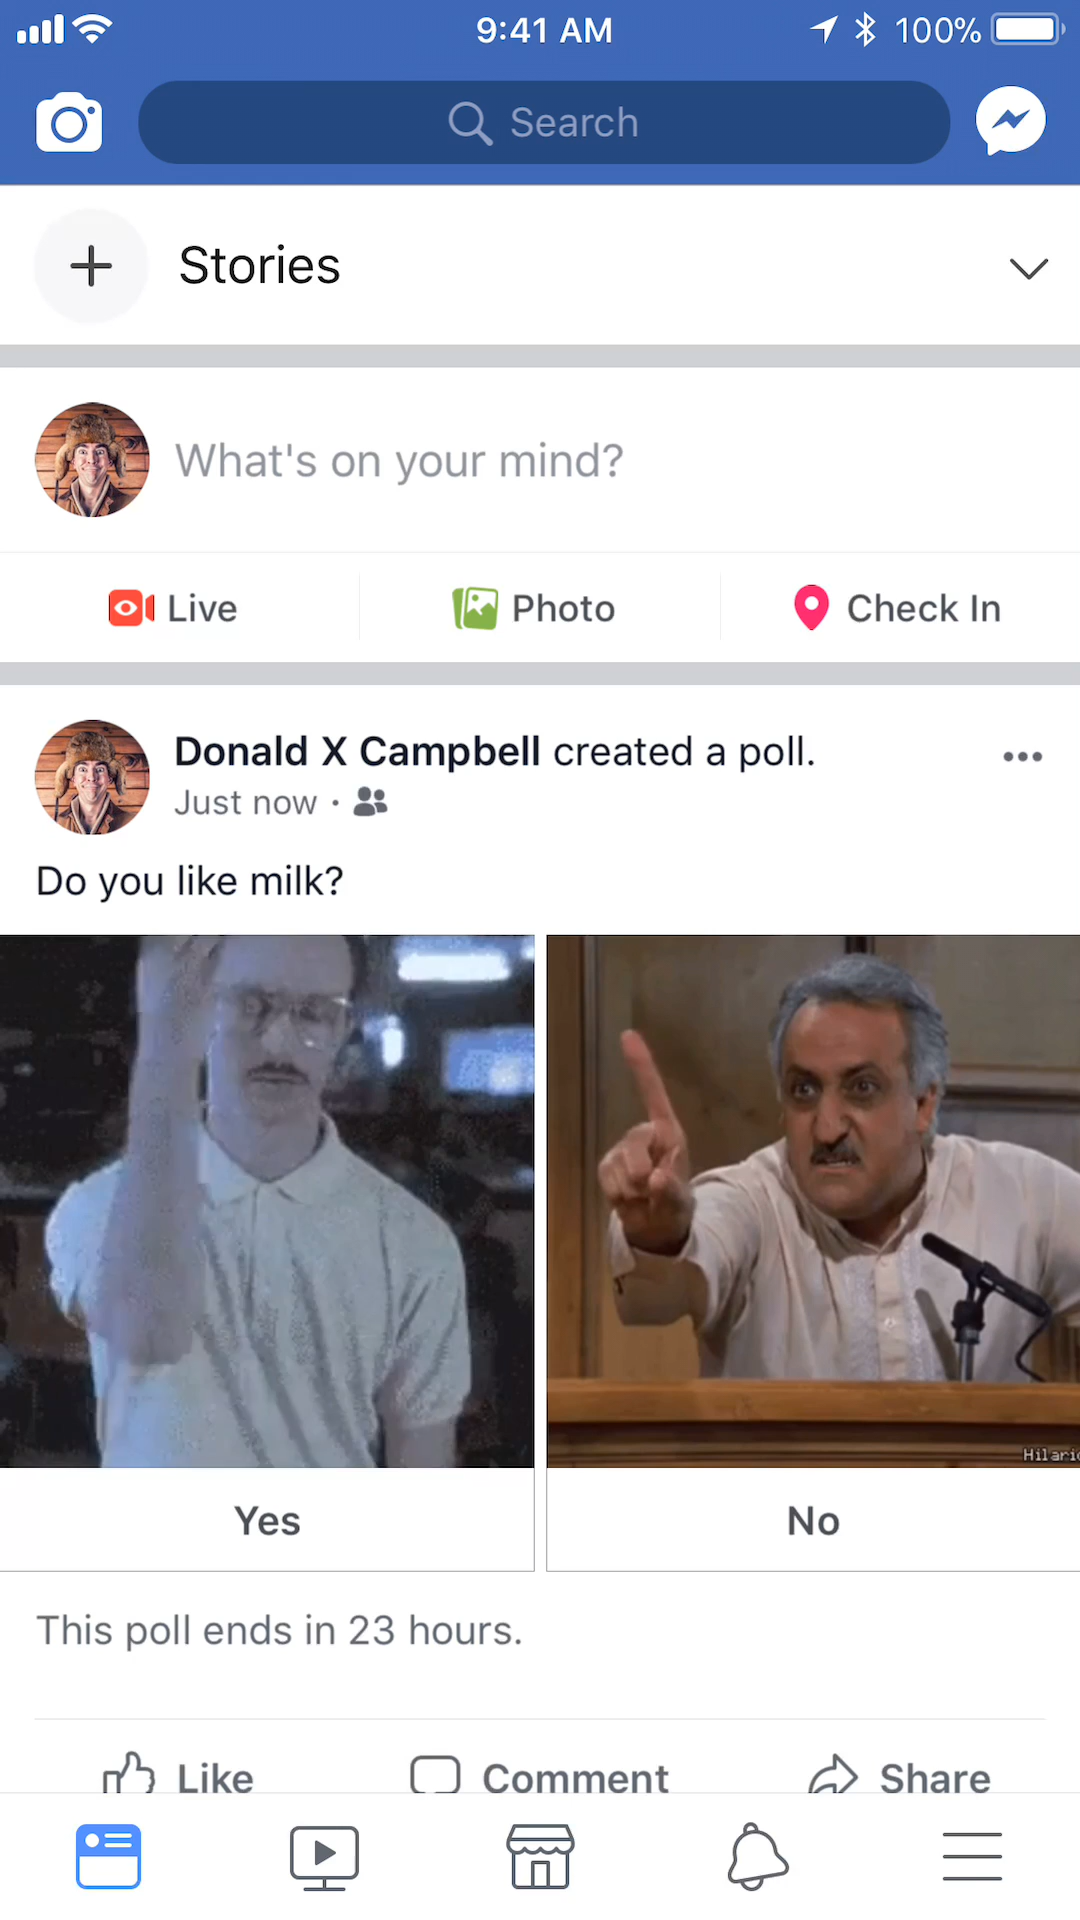 9:41 AM
100%
Search
Stories
What's on your mind?
Live
Photo
Check In
Donald X Campbell created a poll.
Just now ·
Do you like milk?
Yes
No
This poll ends in 23 hours.
Like
Comment
Share